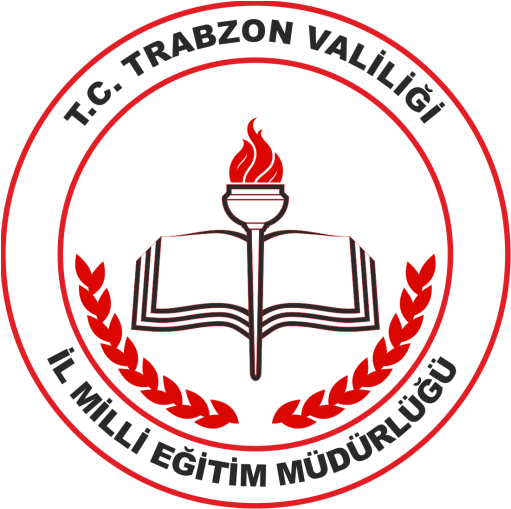 T.C. TRABZON VALİLİĞİ
İL MİLLİ EĞİTİM MÜDÜRLÜĞÜ